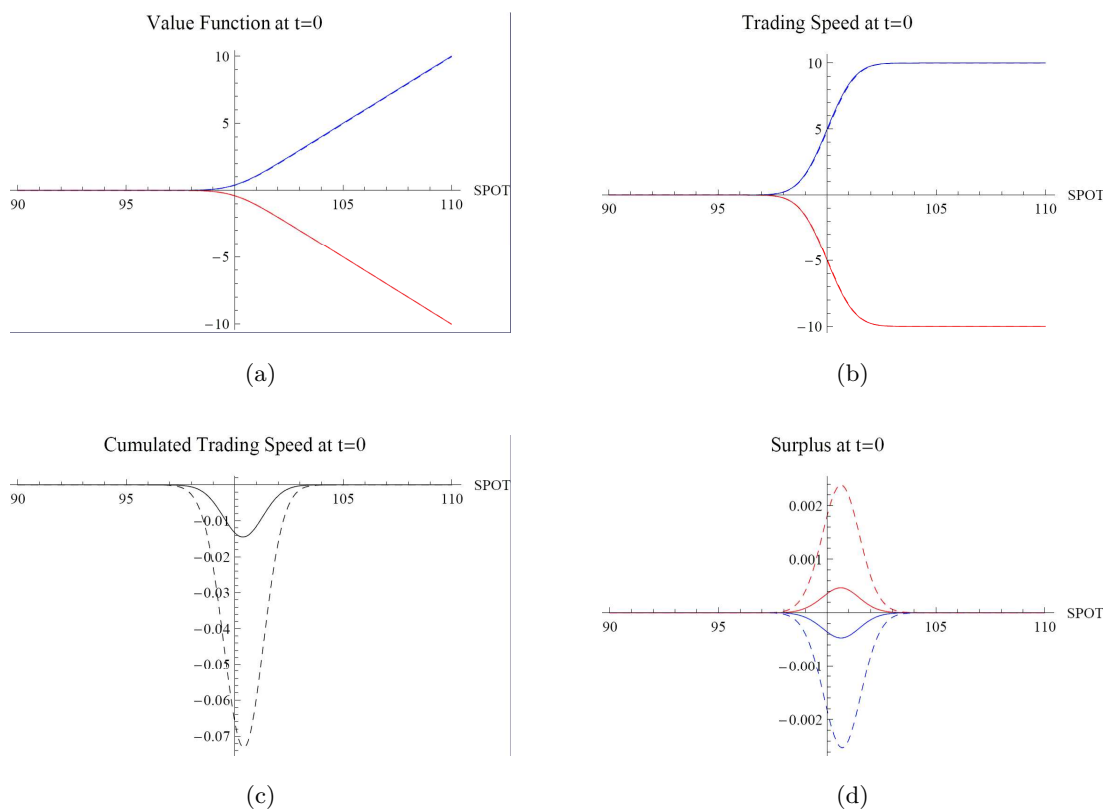 Value Function at t=0
10
5
SPOT
90
95
105
110
−5
−10
(a)
Trading Speed at t=0
10
5
SPOT
90
95
105
110
−5
−10
(b)
Cumulated Trading Speed at t=0
SPOT
90
95
105
110
−0.01
−0.02
−0.03
−0.04
−0.05
−0.06
−0.07
(c)
Surplus at t=0
0.002
0.001
SPOT
90
95
105
110
−0.001
−0.002
(d)